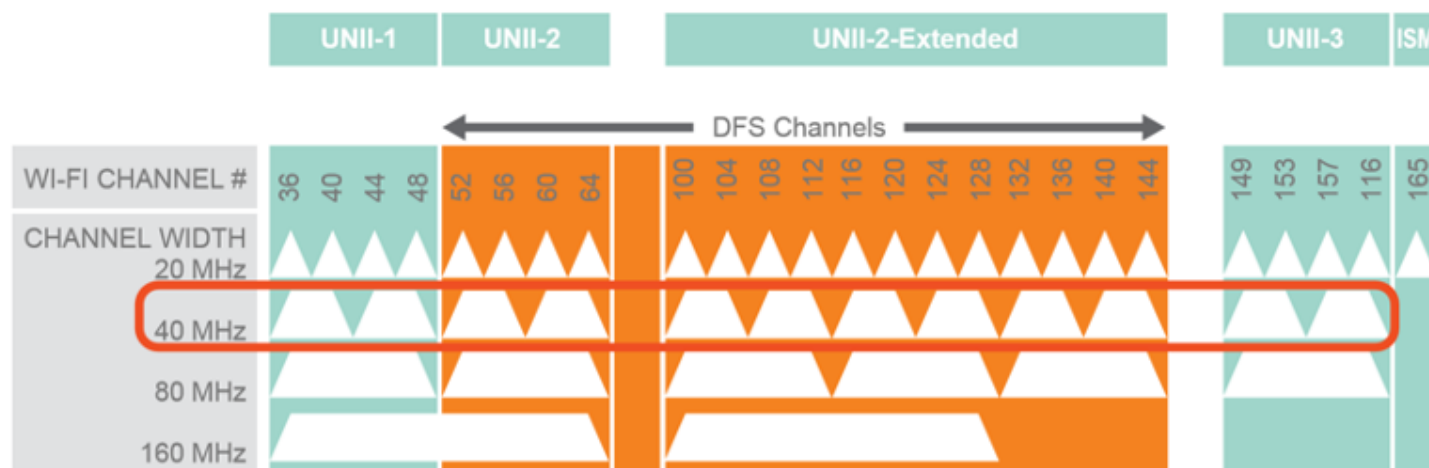 UNII-1 UNII-2 UNII-2-Extended UNII-3 ISM
DFS Channels
WI-FI CHANNEL # 36 40 44 48 52 56 60 64 100 104 108 112 116 120 124 128 132 136 140 144 149 153 157 116 165
CHANNEL WIDTH
20 MHz
40 MHz
80 MHz
160 MHz